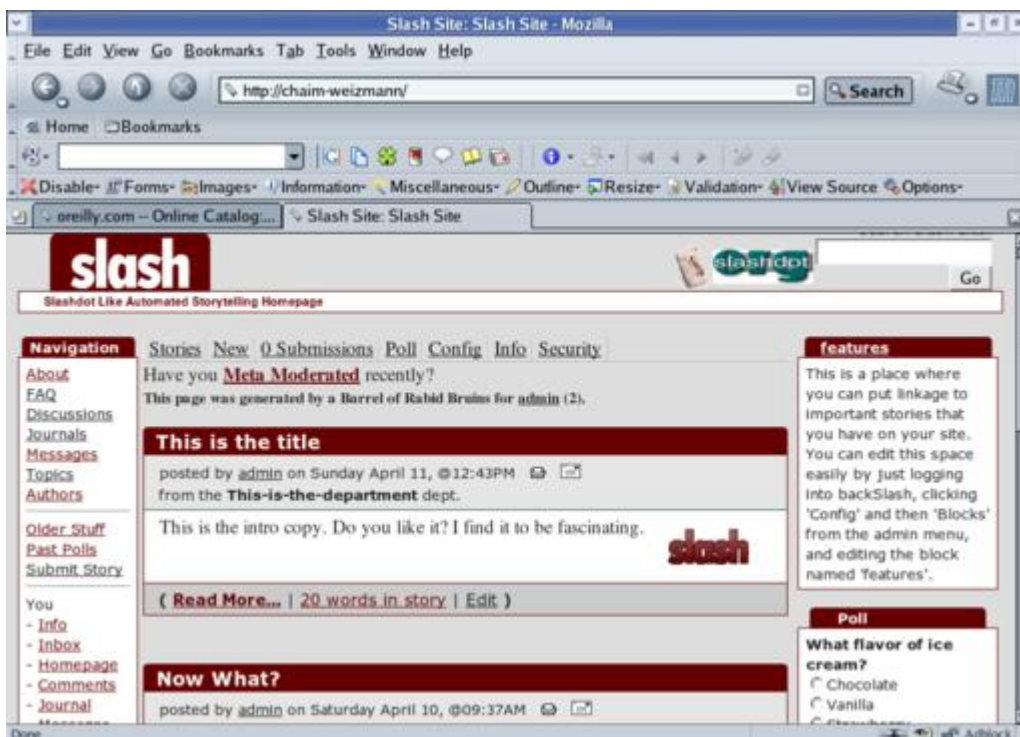 Slash Site: Slash Site - Mozilla
File Edit View Go Bookmarks Tab Tools Window Help
http://chaim-weizmann/
Search
Home Bookmarks
Disable Forms Images Information Miscellaneous Outline Resize Validation View Source Options
oreilly.com -- Online Catalog:... Slash Site: Slash Site
slash
slashdot
org
Go
Slashdot Like Automated Storytelling Homepage
Navigation
About
FAQ
Discussions
Journals
Messages
Topics
Authors
Older Stuff
Past Polls
Submit Story
You
- Info
- Inbox
- Homepage
- Comments
- Journal
Stories New 0 Submissions Poll Config Info Security
Have you Meta Moderated recently?
This page was generated by a Barrel of Rabid Bruins for admin (2).
This is the title
posted by admin on Sunday April 11, @12:43PM
from the This-is-the-department dept.
This is the intro copy. Do you like it? I find it to be fascinating.
slash
( Read More... | 20 words in story | Edit )
Now What?
posted by admin on Saturday April 10, @09:37AM
features
This is a place where
you can put linkage to
important stories that
you have on your site.
You can edit this space
easily by just logging
into backSlash, clicking
'Config' and then 'Blocks'
from the admin menu,
and editing the block
named 'features'.
Poll
What flavor of ice
cream?
Chocolate
Vanilla
Done
Adblock